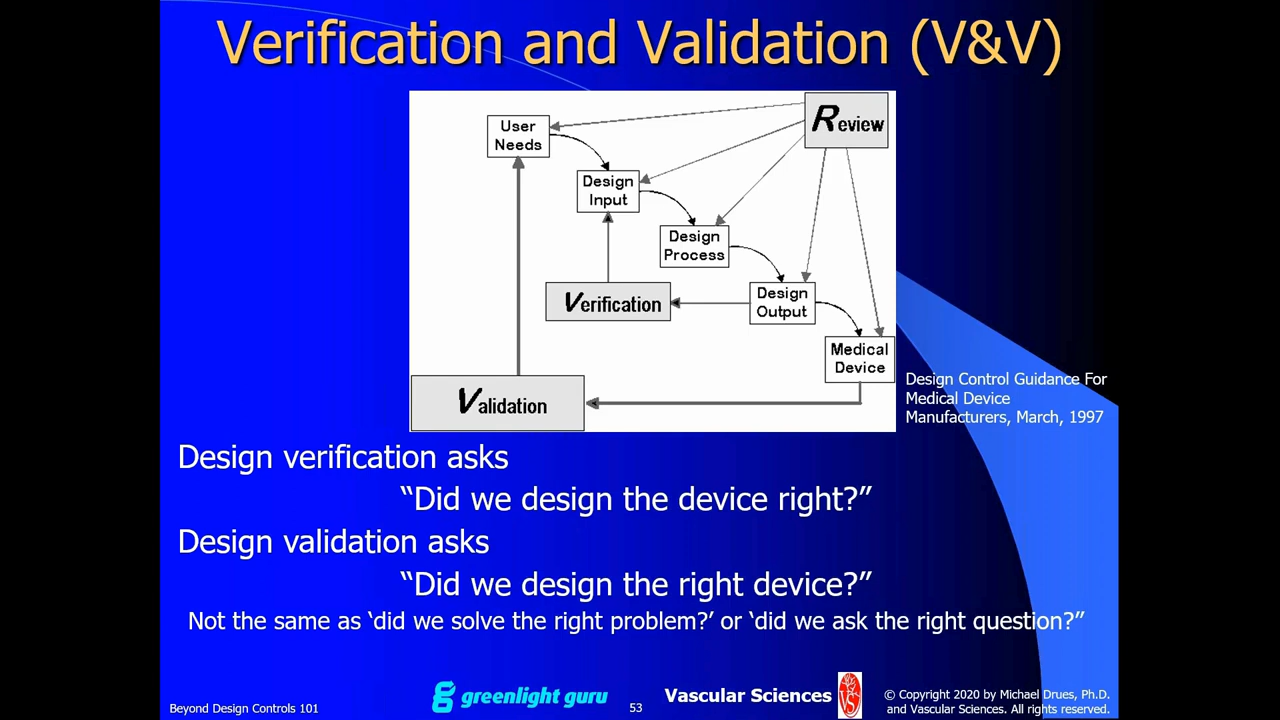 Verification and Validation (V&V)
Review
User
Needs
Design
Input
Design
Process
Verification
Design
Output
Medical
Device
Validation
Design Control Guidance For
Medical Device
Manufacturers, March, 1997
Design verification asks
“Did we design the device right?”
Design validation asks
“Did we design the right device?”
Not the same as ‘did we solve the right problem?’ or ‘did we ask the right question?”
Beyond Design Controls 101
greenlight guru
53
Vascular Sciences
VS
© Copyright 2020 by Michael Drues, Ph.D.
and Vascular Sciences. All rights reserved.